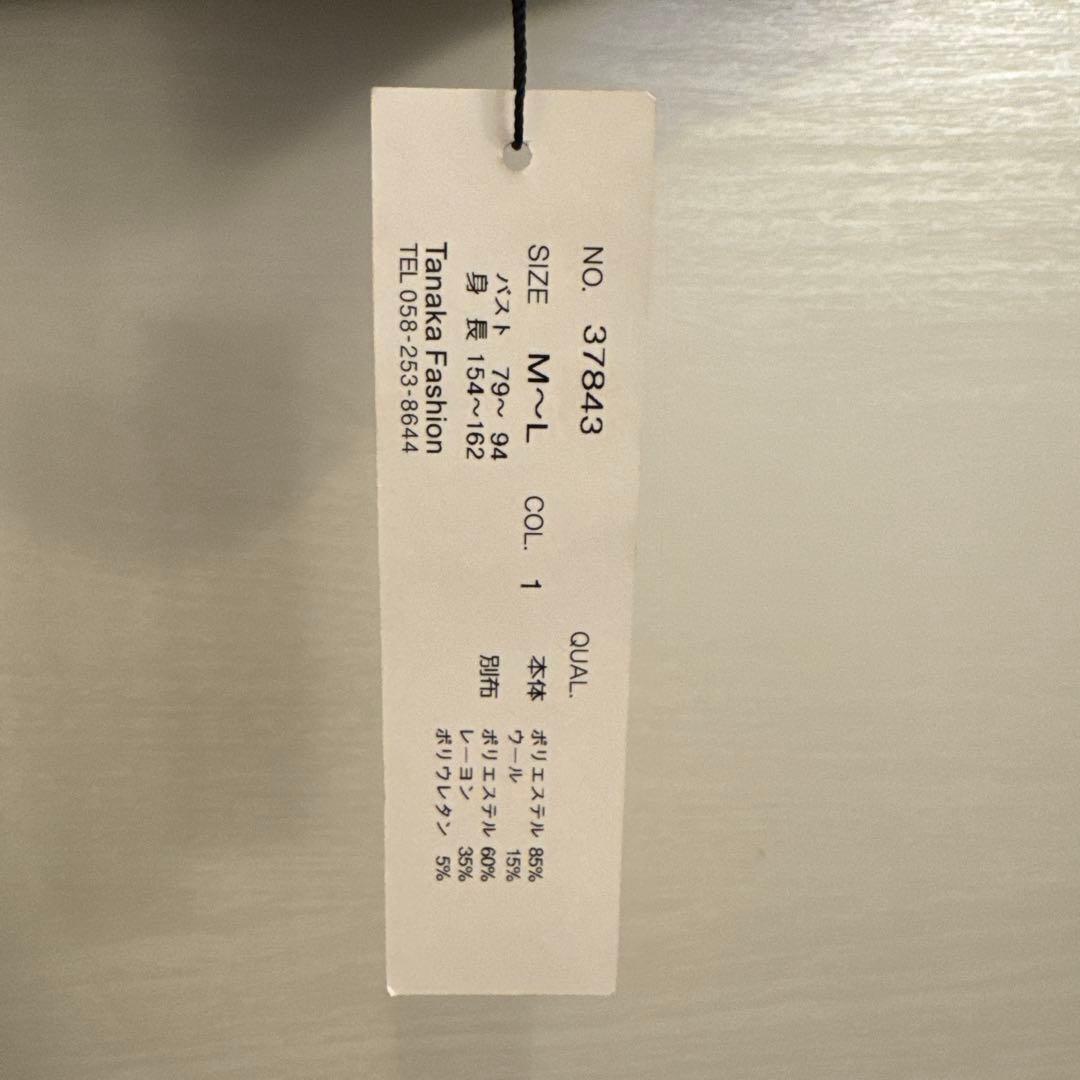 NO. 37843
SIZE M〜L COL. 1
バスト 79〜 94
身 長 154〜162
Tanaka Fashion
TEL 058-253-8644
QUAL.
本体 ポリエステル 85%
ウール 15%
別布 ポリエステル 60%
レーヨン 35%
ポリウレタン 5%